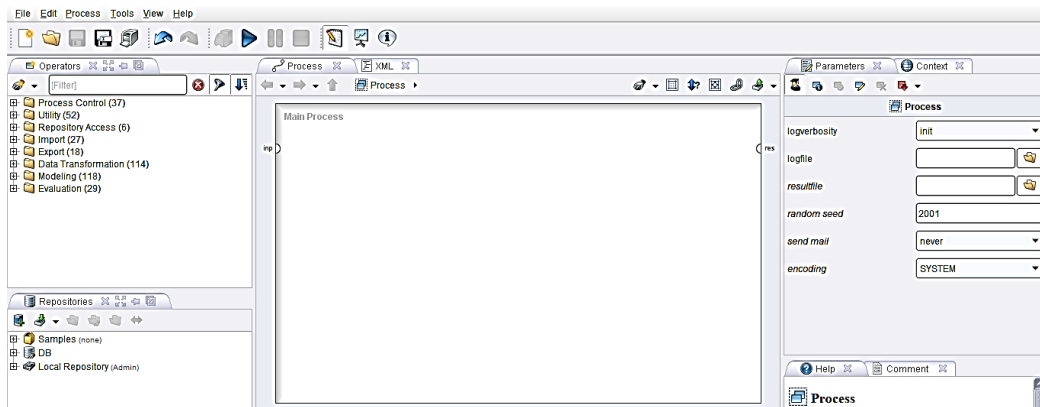 File Edit Process Tools View Help
Operators
[Filter]
Process Control (37)
Utility (52)
Repository Access (6)
Import (27)
Export (18)
Data Transformation (114)
Modeling (118)
Evaluation (29)
Repositories
Samples (none)
DB
Local Repository (Admin)
Process XML
Process
Main Process
inp res
Parameters Context
Process
logverbosity init
logfile
resultfile
random seed 2001
send mail never
encoding SYSTEM
Help Comment
Process